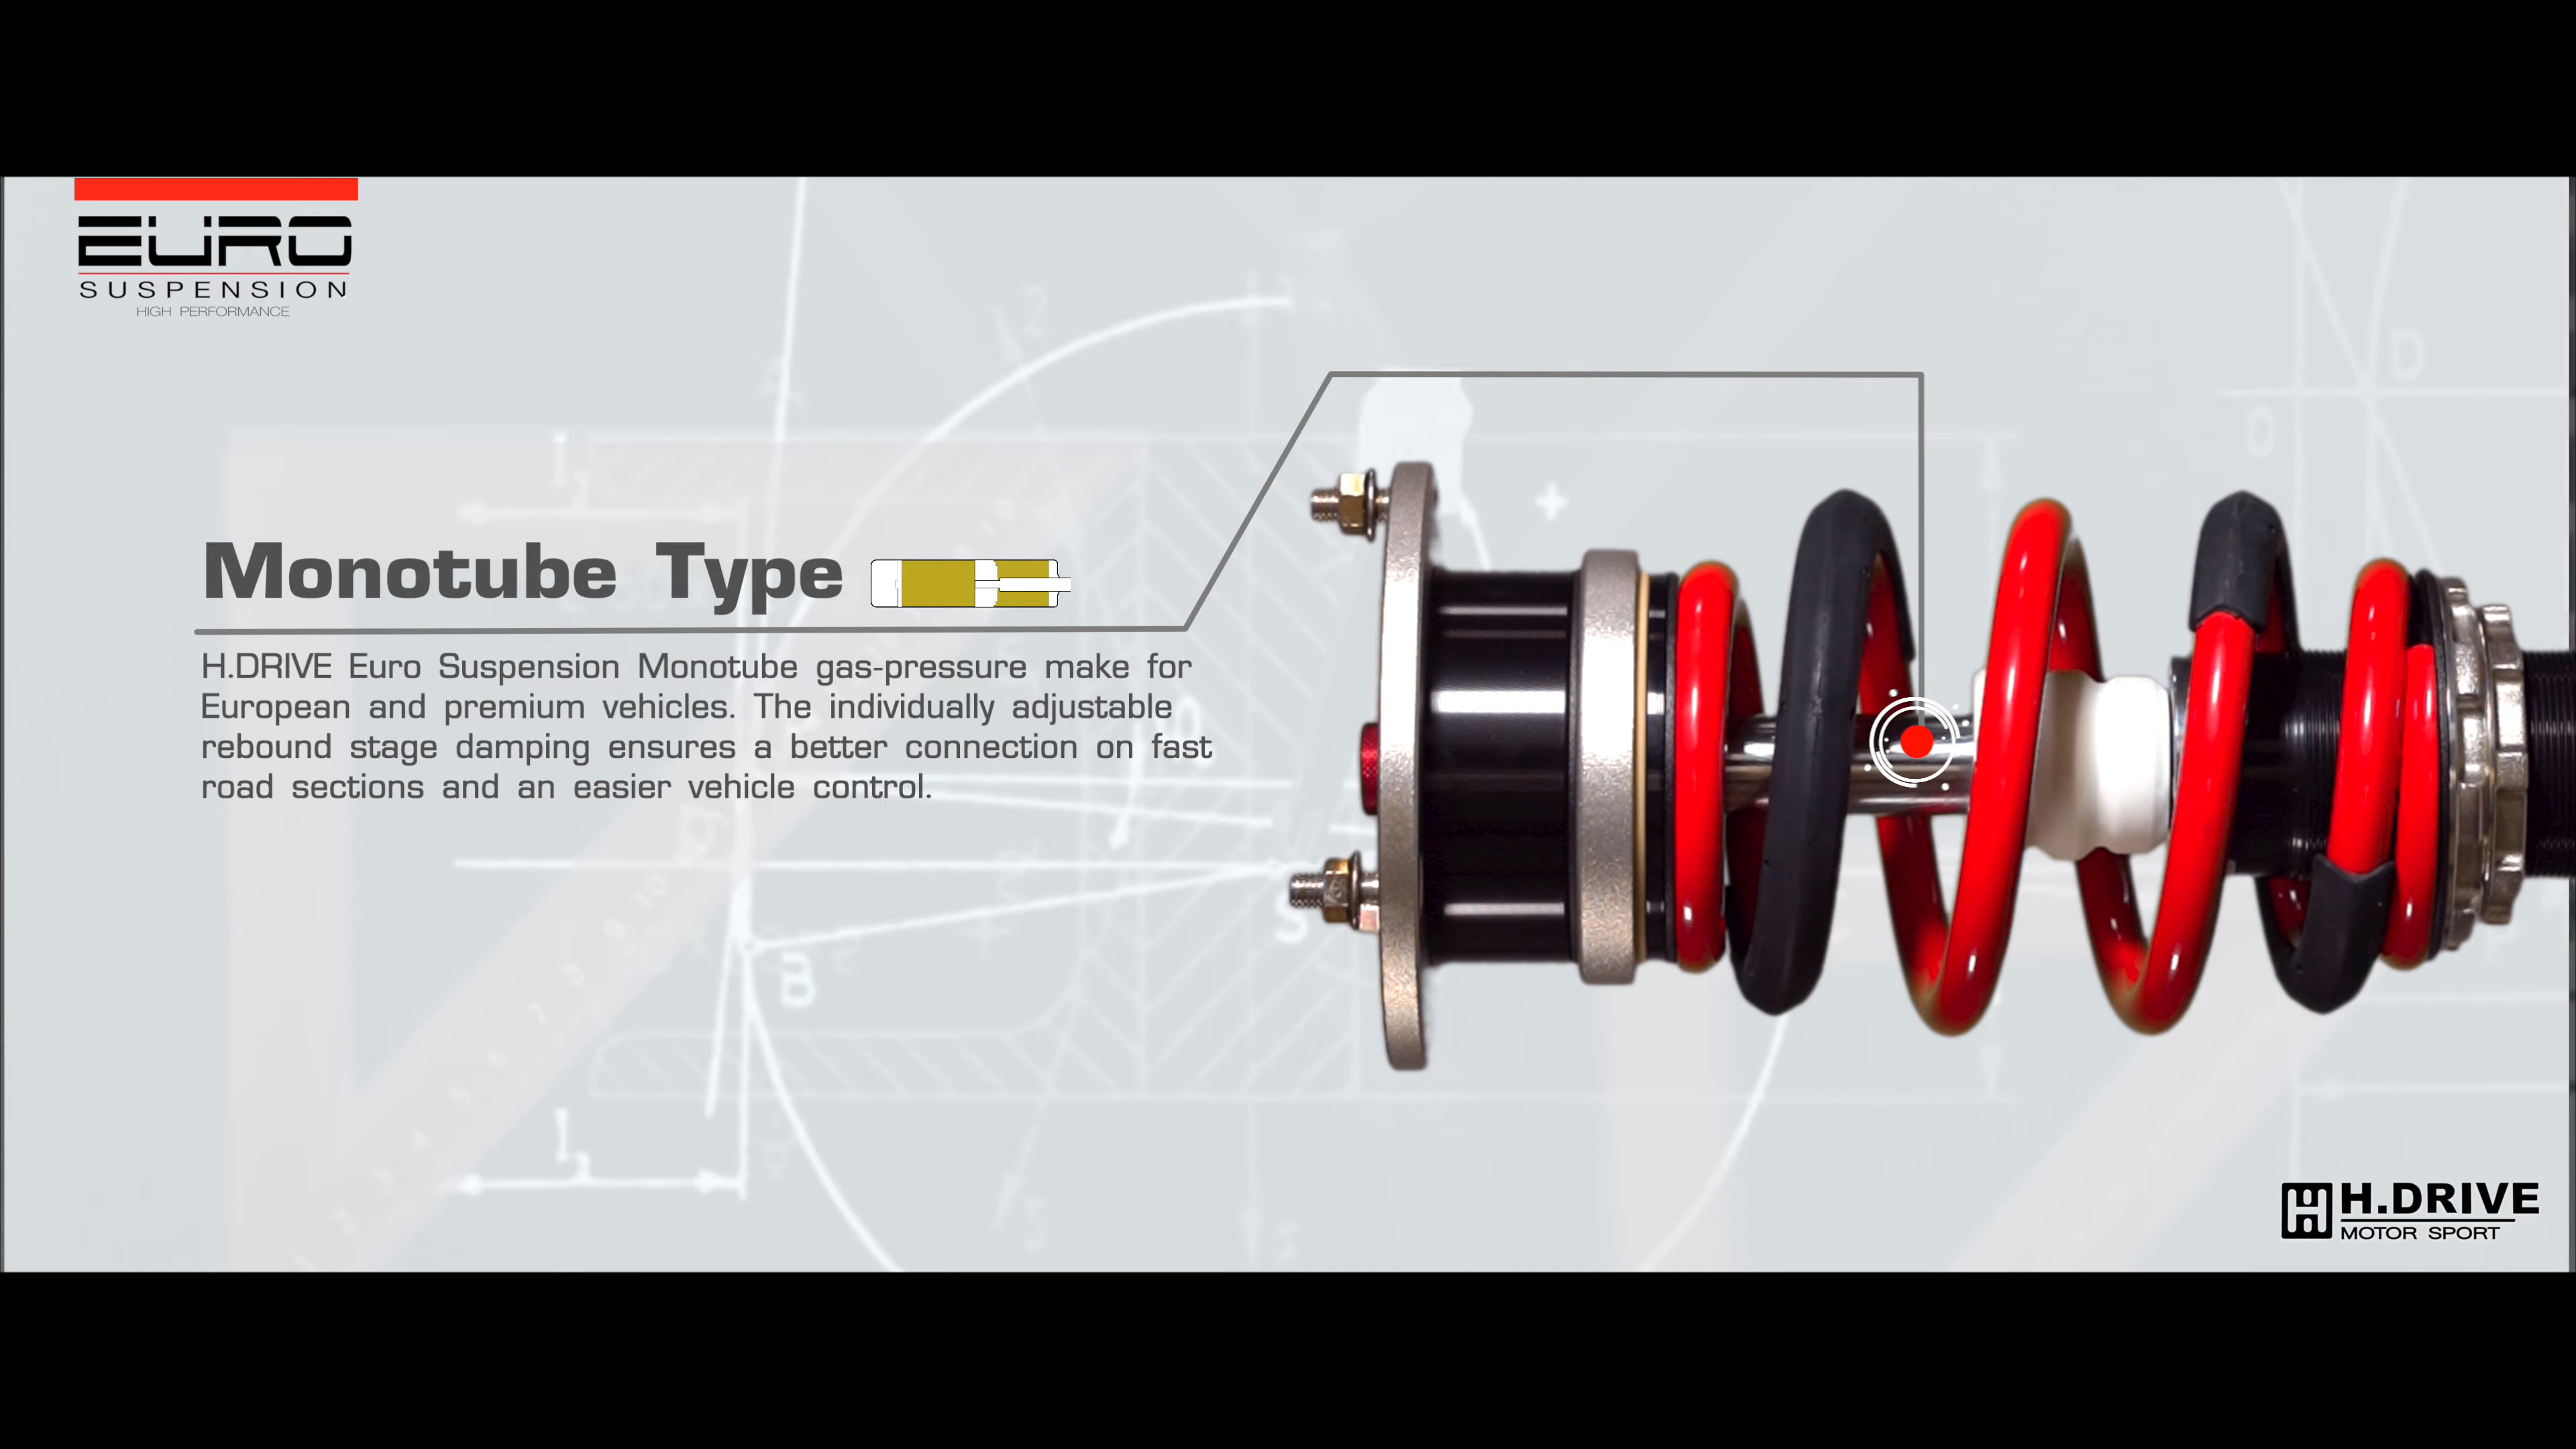 EURO
SUSPENSION
HIGH PERFORMANCE
Monotube Type
H.DRIVE Euro Suspension Monotube gas-pressure make for
European and premium vehicles. The individually adjustable
rebound stage damping ensures a better connection on fast
road sections and an easier vehicle control.
H.DRIVE
MOTOR SPORT